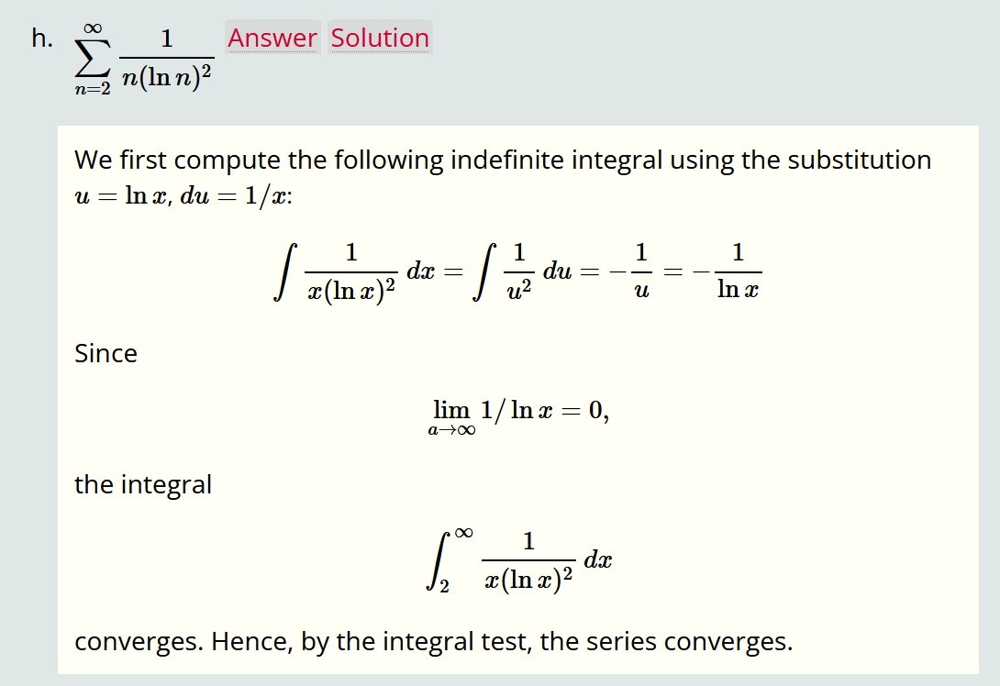 h. $\sum_{n=2}^{\infty} \frac{1}{n(\ln n)^2}$ Answer Solution
We first compute the following indefinite integral using the substitution
$u = \ln x, du = 1/x$:
$\int \frac{1}{x(\ln x)^2} \, dx = \int \frac{1}{u^2} \, du = -\frac{1}{u} = -\frac{1}{\ln x}$
Since
$\lim_{a \to \infty} 1/\ln x = 0,$
the integral
$\int_2^{\infty} \frac{1}{x(\ln x)^2} \, dx$
converges. Hence, by the integral test, the series converges.